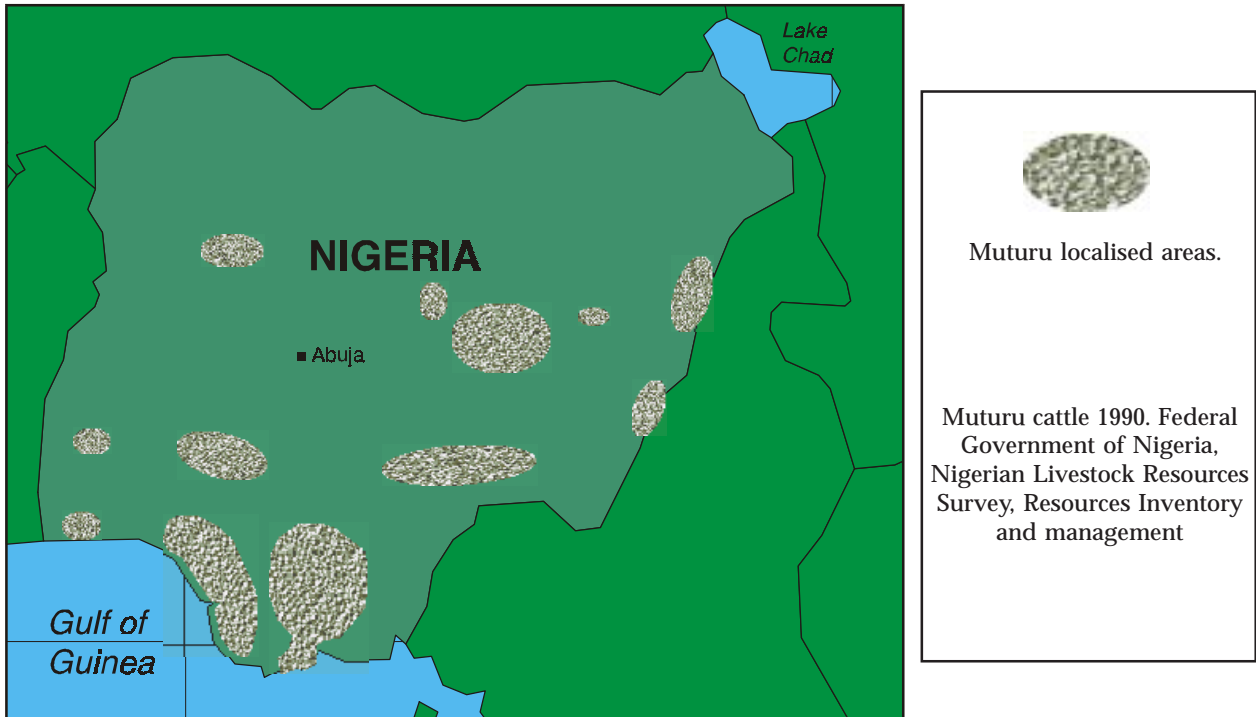 Lake
Chad
NIGERIA
Abuja
Gulf of
Guinea
Muturu localised areas.
Muturu cattle 1990. Federal
Government of Nigeria,
Nigerian Livestock Resources
Survey, Resources Inventory
and management